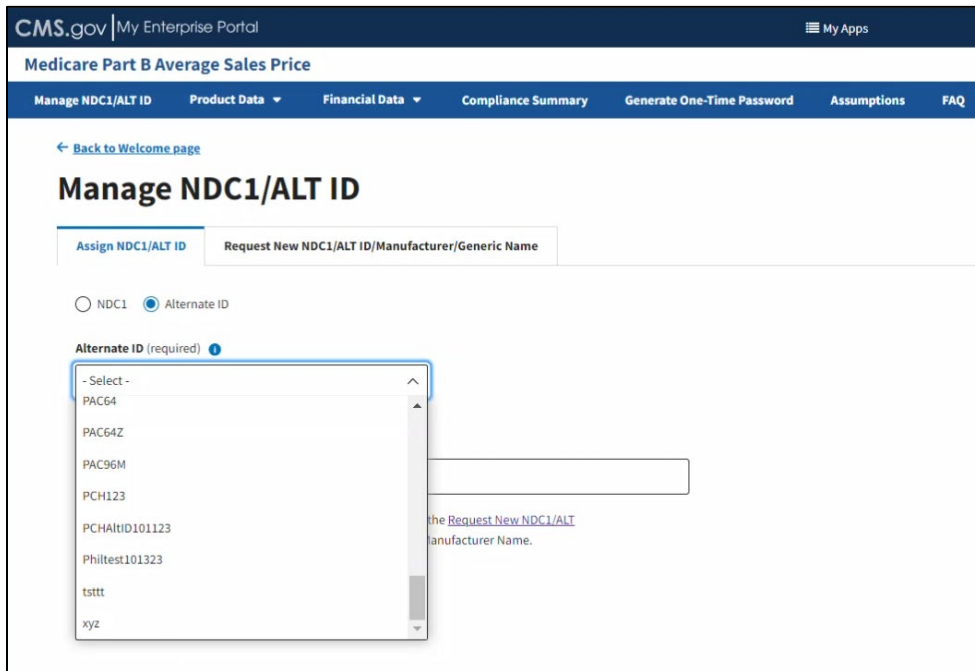 CMS.gov | My Enterprise Portal My Apps
Medicare Part B Average Sales Price
Manage NDC1/ALT ID Product Data Financial Data Compliance Summary Generate One-Time Password Assumptions FAQ
← Back to Welcome page
Manage NDC1/ALT ID
Assign NDC1/ALT ID Request New NDC1/ALT ID/Manufacturer/Generic Name
NDC1 Alternate ID
Alternate ID (required)
- Select -
PAC64
PAC64Z
PAC96M
PCH123
PCHAltID101123
Philtest101323
tsttt
xyz
the Request New NDC1/ALT
Manufacturer Name.